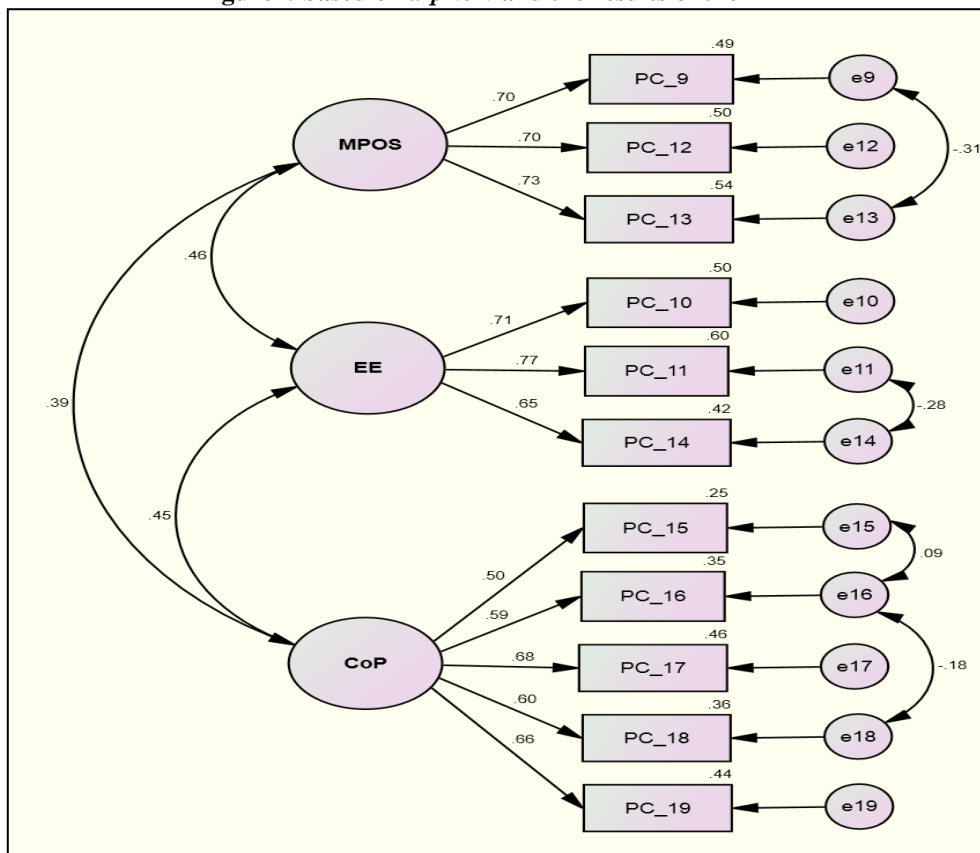 .49
PC_9
e9
.70
MPOS
.50
PC_12
e12
.70
-.31
.54
PC_13
e13
.73
.46
.50
PC_10
e10
.71
EE
.60
PC_11
e11
.77
-.28
.42
PC_14
e14
.65
.39
.45
.25
PC_15
e15
.50
.09
.35
PC_16
e16
.59
CoP
.46
PC_17
e17
.68
-.18
.36
PC_18
e18
.60
.44
PC_19
e19
.66